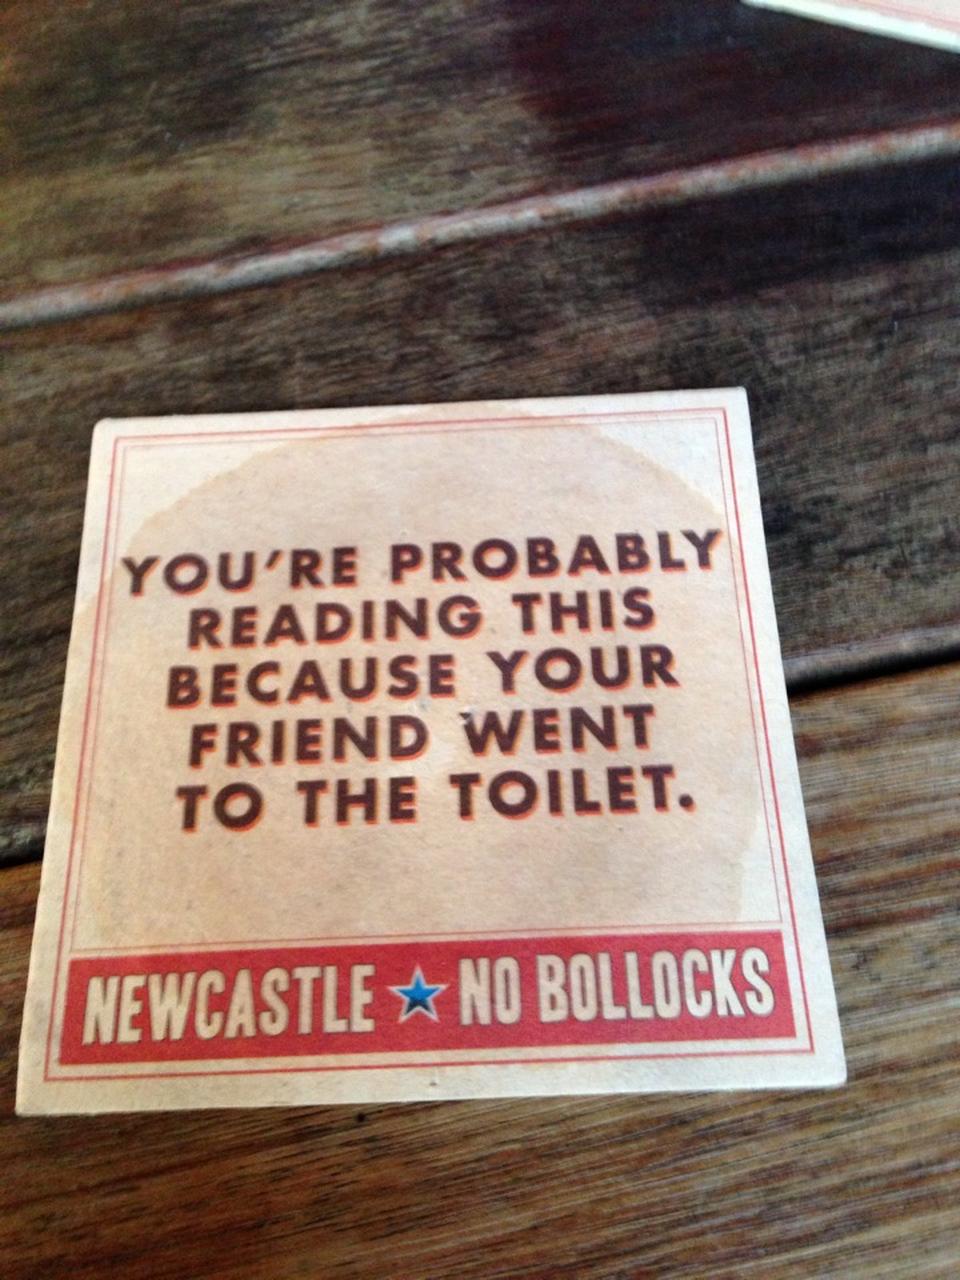 YOU'RE PROBABLY
READING THIS
BECAUSE YOUR
FRIEND WENT
TO THE TOILET.
NEWCASTLE ★ NO BOLLOCKS